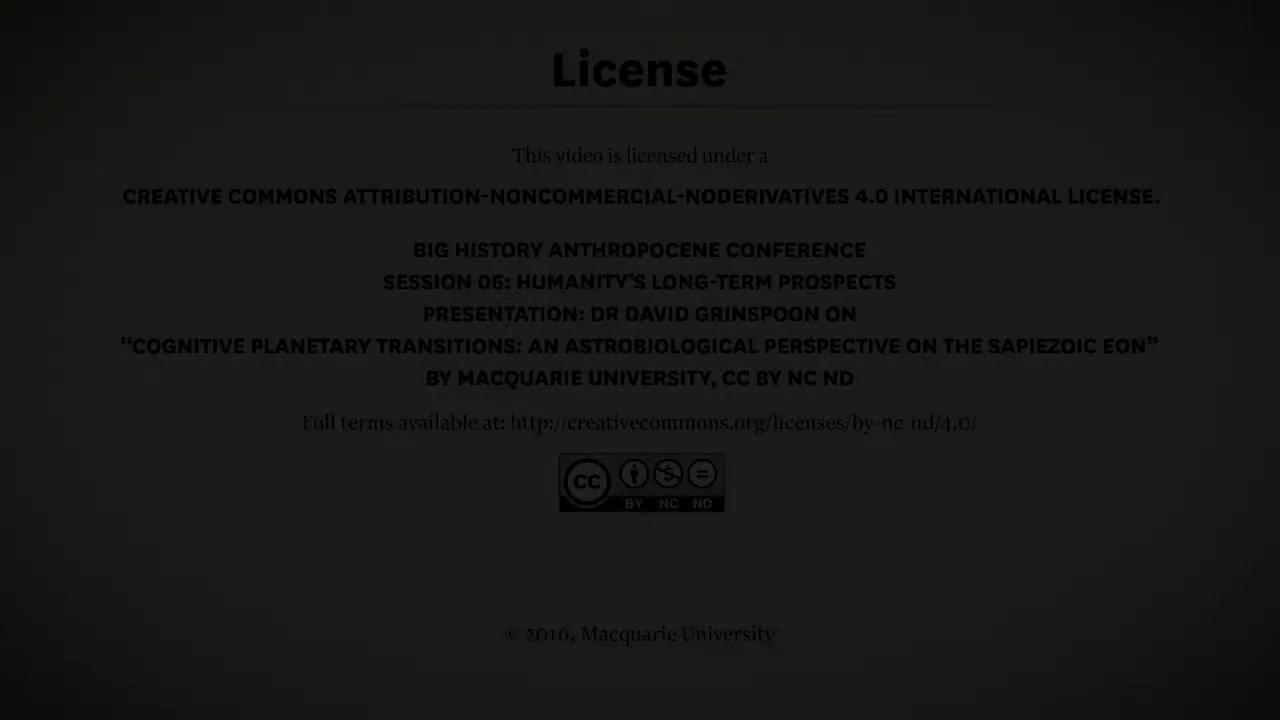 License
This video is licensed under a
CREATIVE COMMONS ATTRIBUTION-NONCOMMERCIAL-NODERIVATIVES 4.0 INTERNATIONAL LICENSE.
BIG HISTORY ANTHROPOCENE CONFERENCE
SESSION 06: HUMANITY'S LONG-TERM PROSPECTS
PRESENTATION: DR DAVID GRINSPOON ON
“COGNITIVE PLANETARY TRANSITIONS: AN ASTROBIOLOGICAL PERSPECTIVE ON THE SAPIEZOIC EON”
BY MACQUARIE UNIVERSITY, CC BY NC ND
Full terms available at: http://creativecommons.org/licenses/by-nc-nd/4.0/
cc
BY NC ND
© 2016, Macquarie University